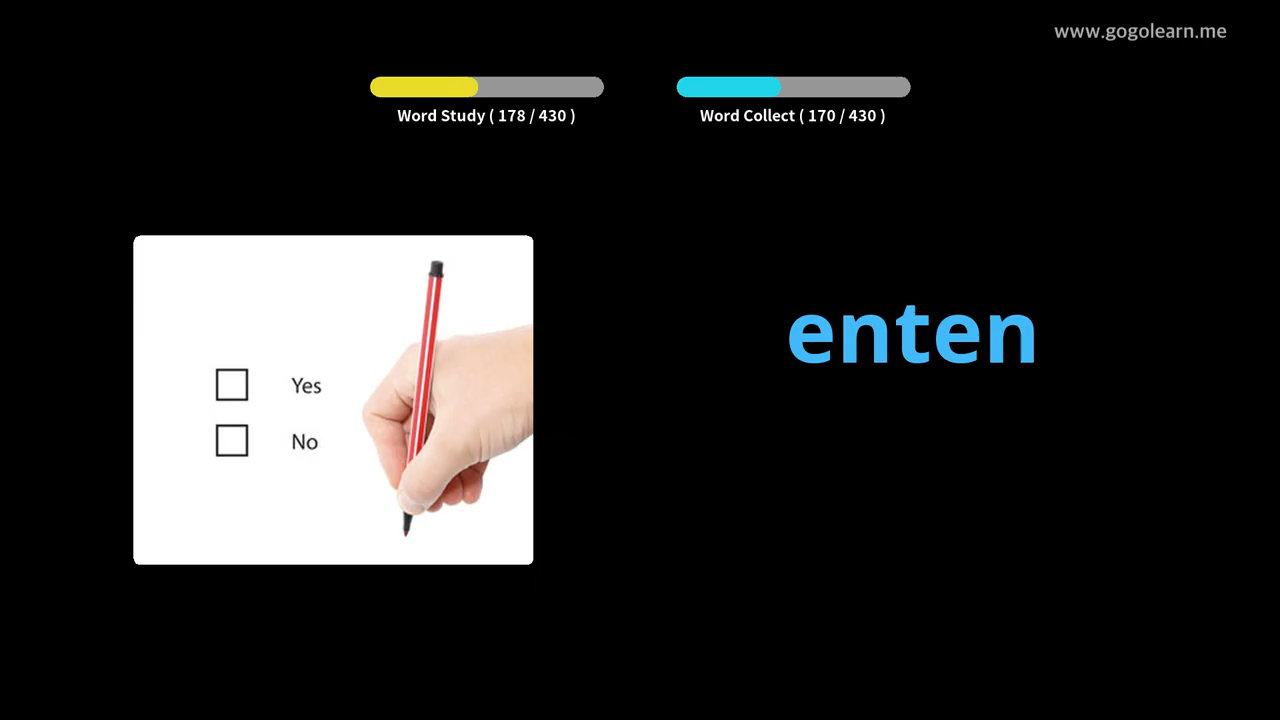 www.gogolearn.me
Word Study ( 178 / 430 )
Word Collect ( 170 / 430 )
Yes
No
enten